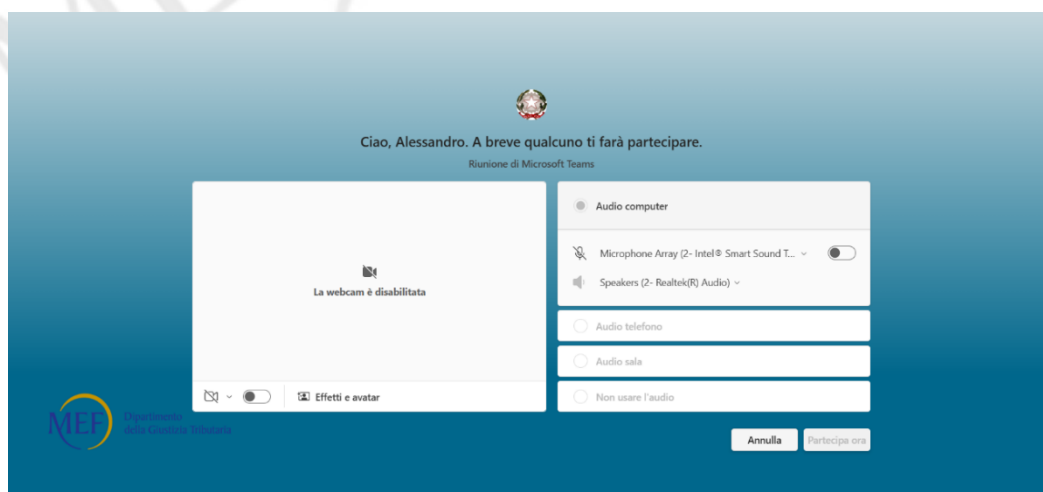 Ciao, Alessandro. A breve qualcuno ti farà partecipare.
Riunione di Microsoft Teams
Audio computer
Microphone Array (2- Intel® Smart Sound T...
Speakers (2- Realtek(R) Audio)
La webcam è disabilitata
Audio telefono
Audio sala
Effetti e avatar
Non usare l'audio
MEF
Dipartimento
della Giustizia Tributaria
Annulla
Partecipa ora